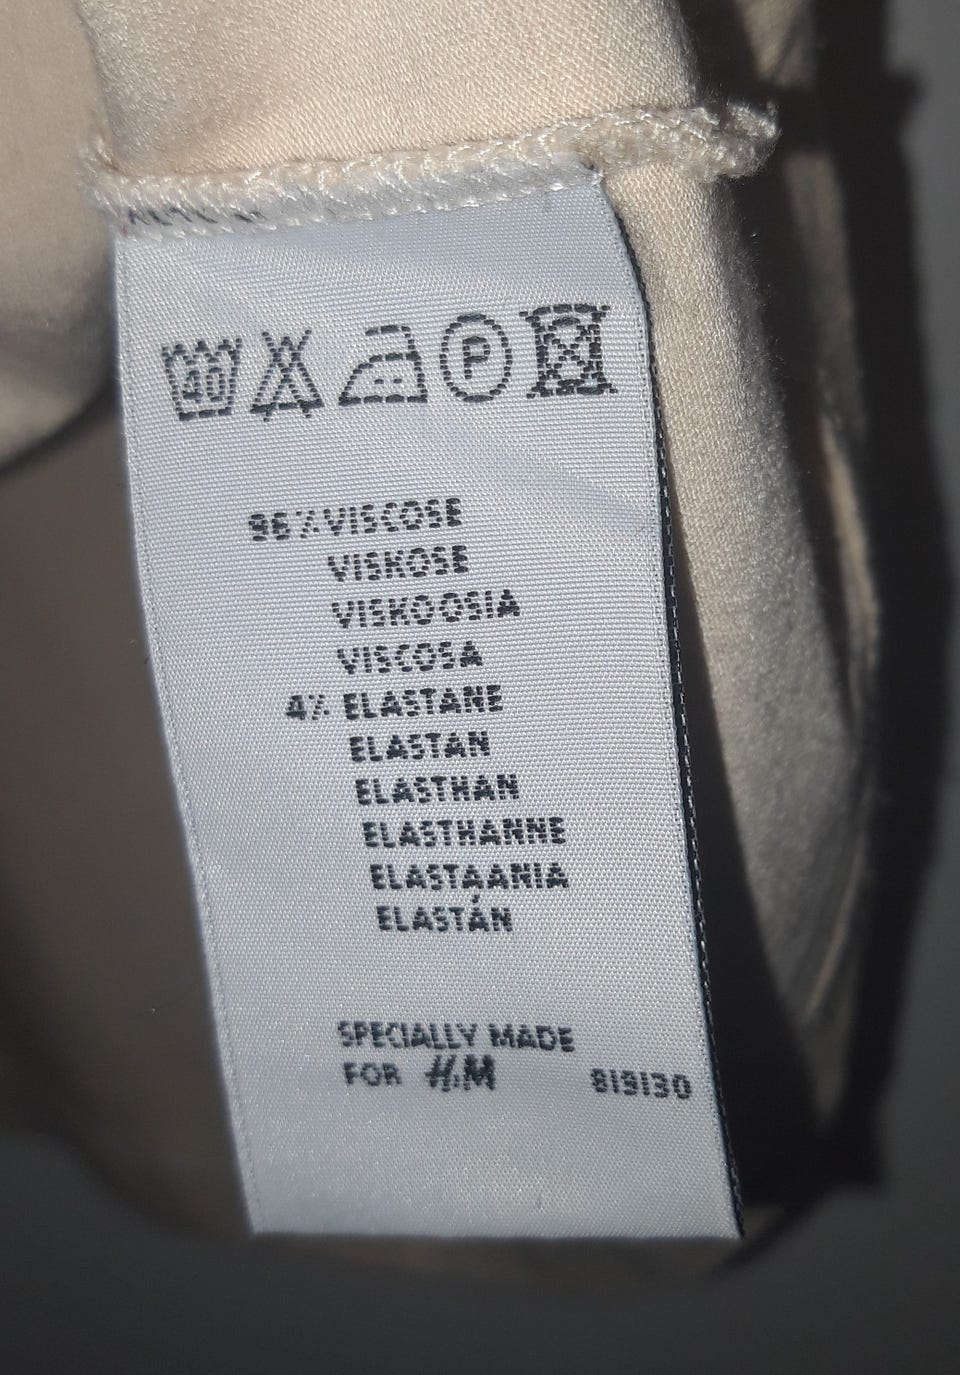 40 P
96% VISCOSE
VISKOSE
VISKOOSIA
VISCOSA
4% ELASTANE
ELASTAN
ELASTHAN
ELASTHANNE
ELASTAANIA
ELASTÁN
SPECIALLY MADE
FOR H&M 819130